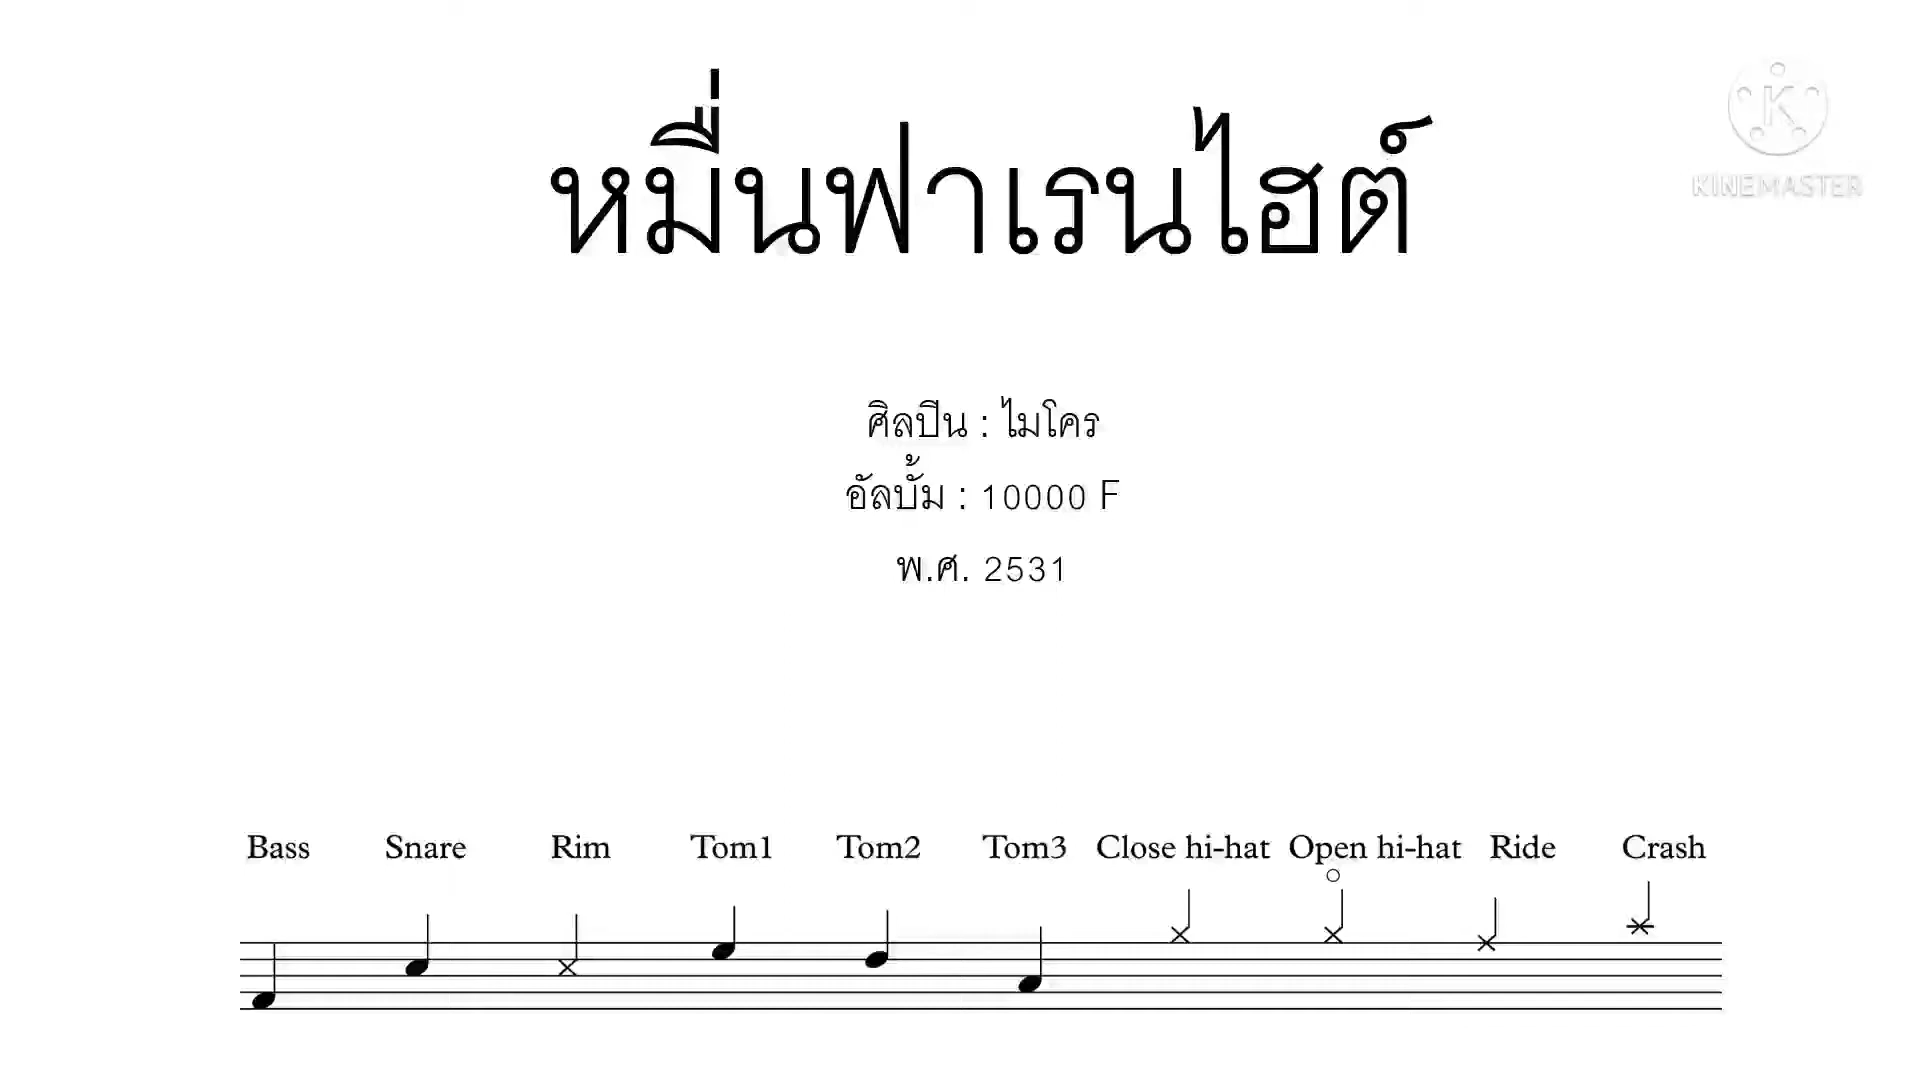 หมื่นฟาเรนไฮต์
KINEMASTER
ศิลปิน : ไมโคร
อัลบั้ม : 10000 F
พ.ศ. 2531
Bass Snare Rim Tom1 Tom2 Tom3 Close hi-hat Open hi-hat Ride Crash